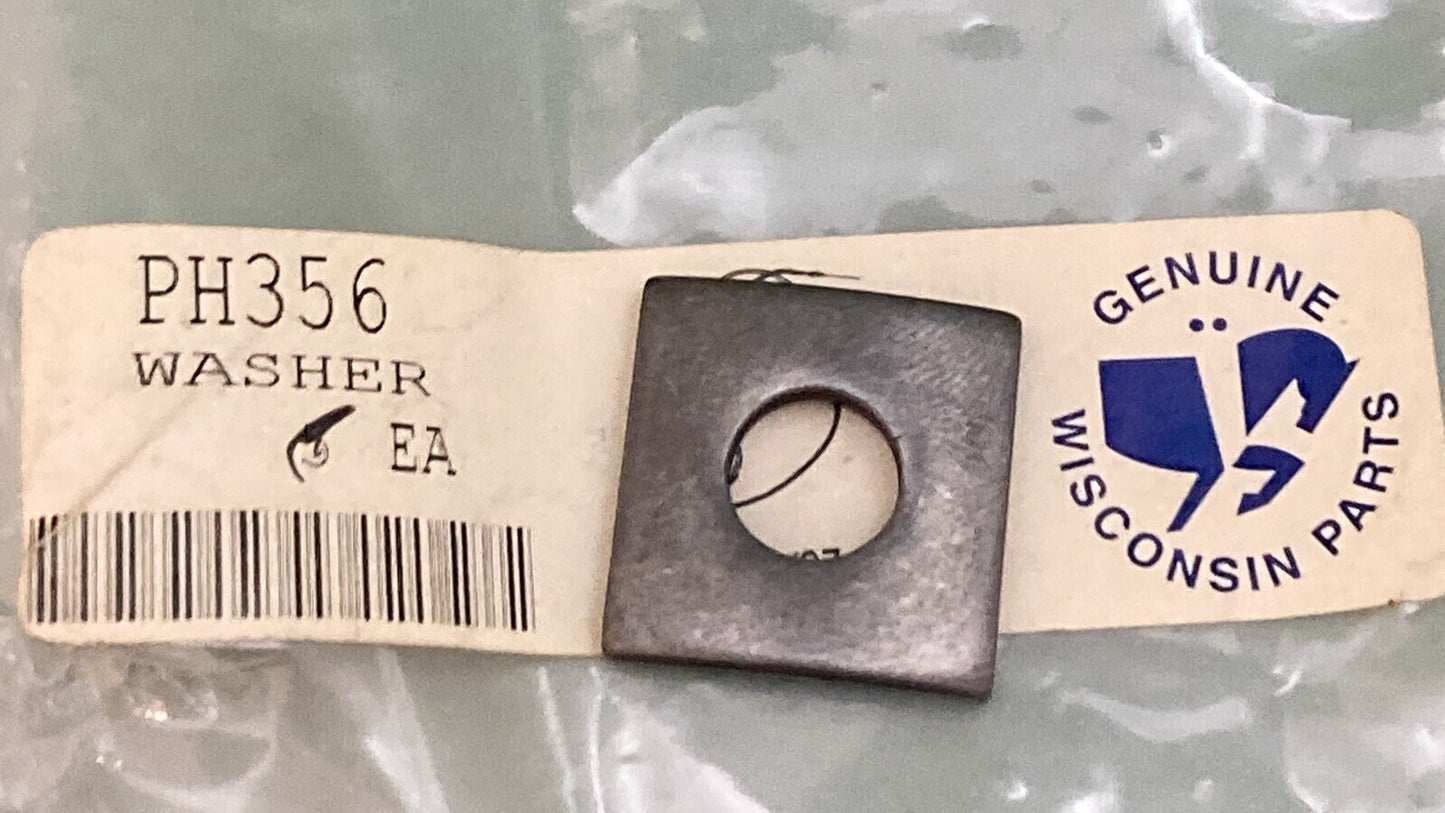 PH356
WASHER
EA
GENUINE
WISCONSIN PARTS